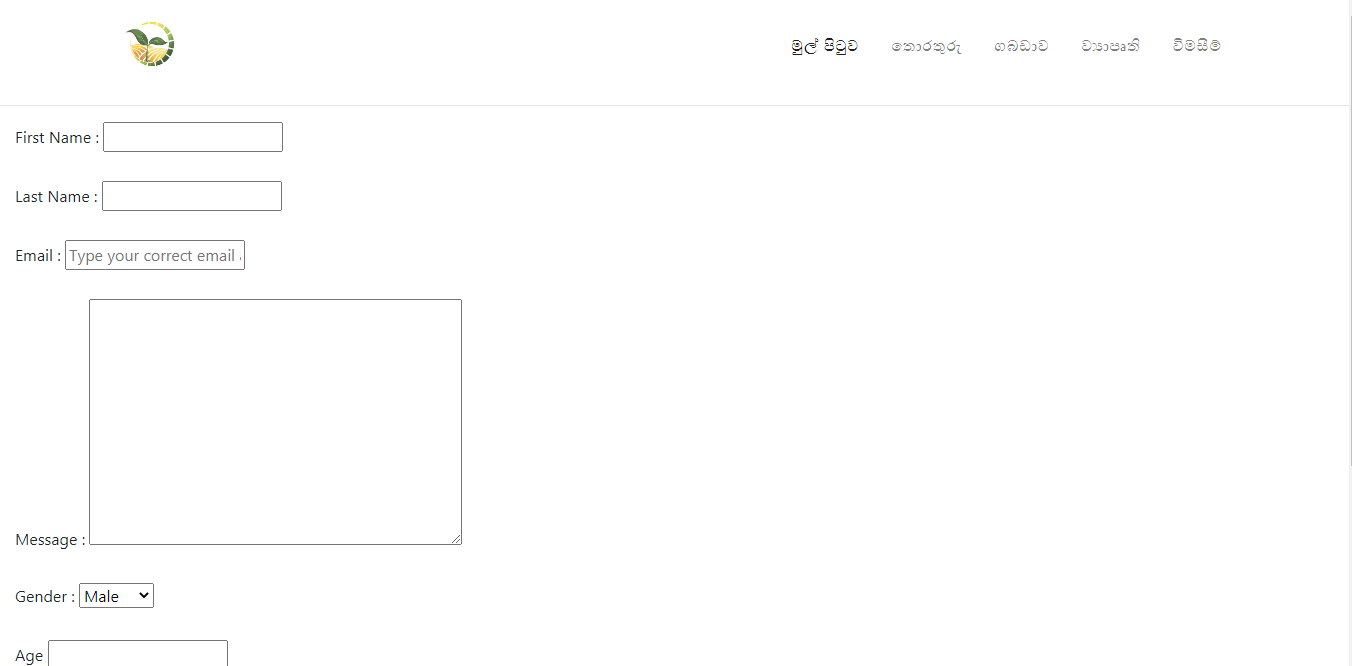 මුල් පිටුව තොරතුරු ගබඩාව ව්‍යාපෘති විමසීම්
First Name :
Last Name :
Email : Type your correct email
Message :
Gender : Male
Age